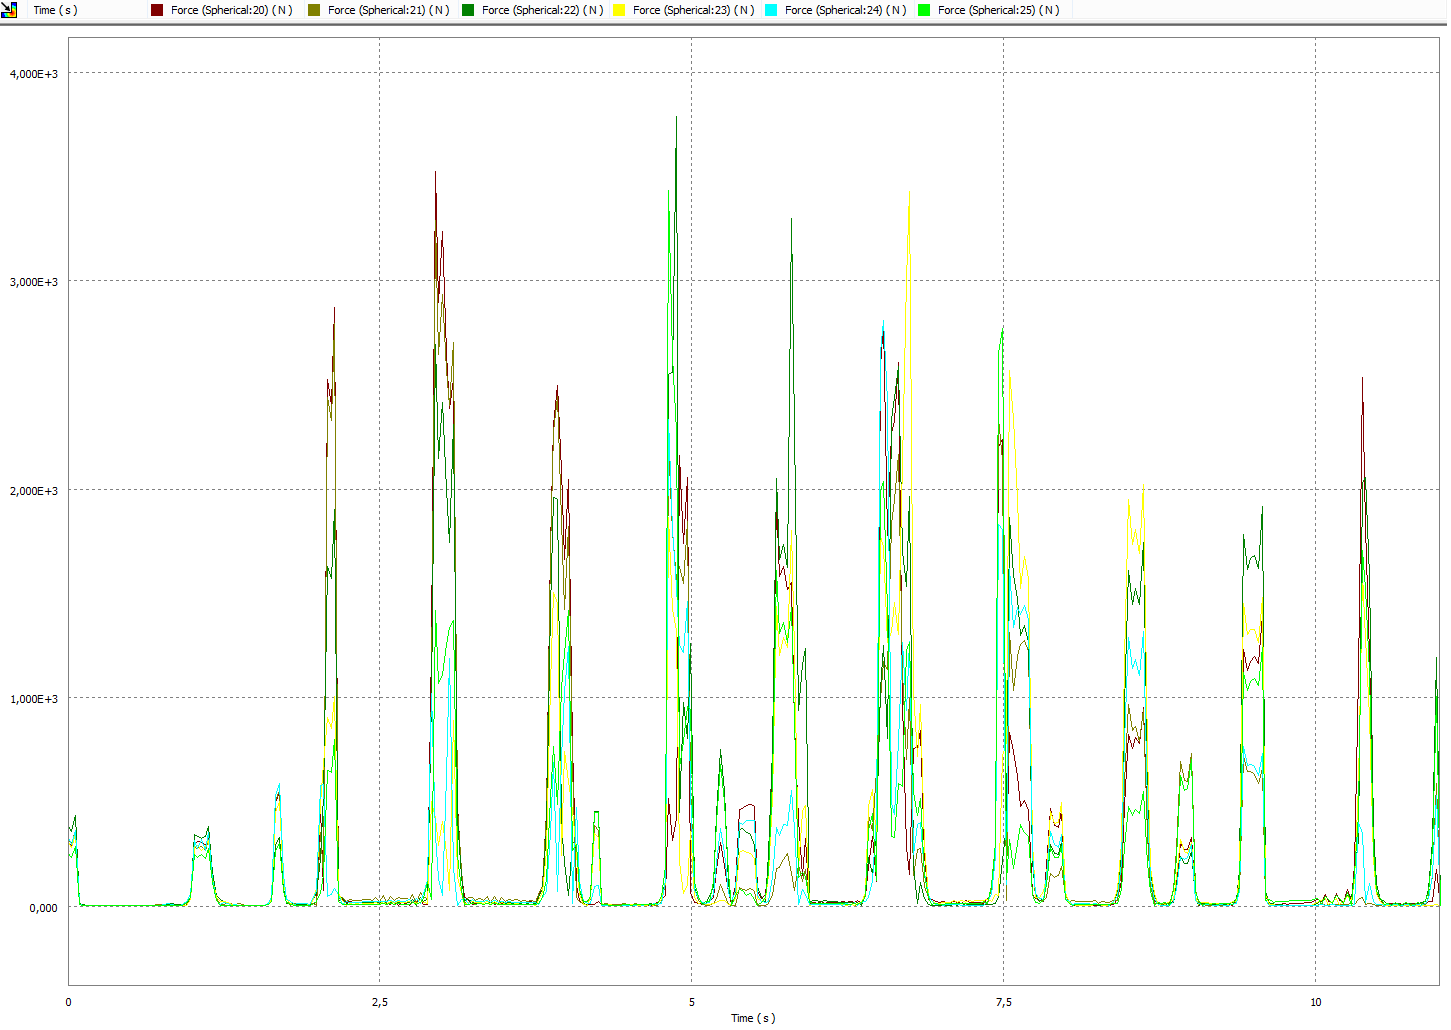 Time ( s ) Force (Spherical:20) ( N ) Force (Spherical:21) ( N ) Force (Spherical:22) ( N ) Force (Spherical:23) ( N ) Force (Spherical:24) ( N ) Force (Spherical:25) ( N )
4,000E+3
3,000E+3
2,000E+3
1,000E+3
0,000
0 2,5 5 7,5 10
Time ( s )